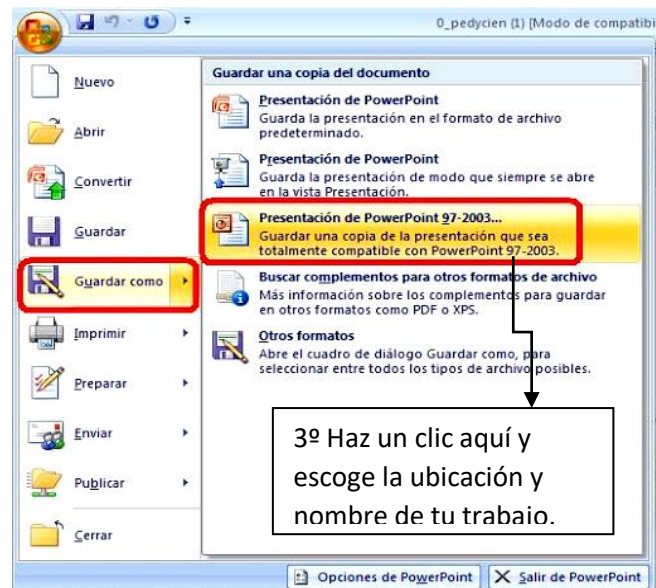 0_pedycien (1) [Modo de compatibi
Nuevo
Abrir
Convertir
Guardar
Guardar como
Imprimir
Preparar
Enviar
Publicar
Cerrar
Guardar una copia del documento
Presentación de PowerPoint
Guarda la presentación en el formato de archivo
predeterminado.
Presentación de PowerPoint
Guarda la presentación de modo que siempre se abre
en la vista Presentación.
Presentación de PowerPoint 97-2003...
Guardar una copia de la presentación que sea
totalmente compatible con PowerPoint 97-2003.
Buscar complementos para otros formatos de archivo
Más información sobre los complementos para guardar
en otros formatos como PDF o XPS.
Otros formatos
Abre el cuadro de diálogo Guardar como, para
seleccionar entre todos los tipos de archivo posibles.
3º Haz un clic aquí y
escoge la ubicación y
nombre de tu trabajo.
Opciones de PowerPoint
Salir de PowerPoint